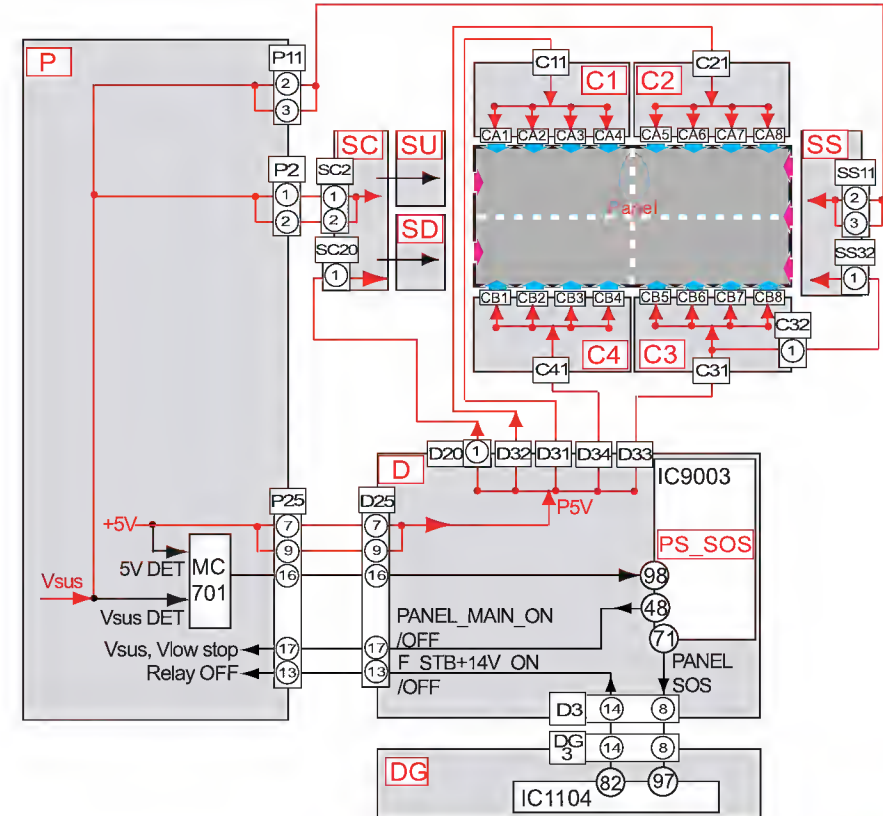 P
P11
2
3
C11
C1
C2
C21
CA1
CA2
CA3
CA4
CA5
CA6
CA7
CA8
P2
1
2
SC2
1
2
SC
SU
SD
SC20
1
Panel
SS
SS11
2
3
SS32
1
CB1
CB2
CB3
CB4
CB5
CB6
CB7
CB8
C32
1
C41
C4
C3
C31
D
D20
1
D32
D31
D34
D33
P5V
IC9003
PS_SOS
P25
D25
+5V
7
7
9
9
5V DET
MC
701
16
16
98
Vsus
Vsus DET
48
PANEL_MAIN_ON
/OFF
71
Vsus, Vlow stop
17
17
Relay OFF
13
13
F_STB+14V_ON
/OFF
PANEL
SOS
D3
14
8
DG
3
14
8
DG
82
97
IC1104